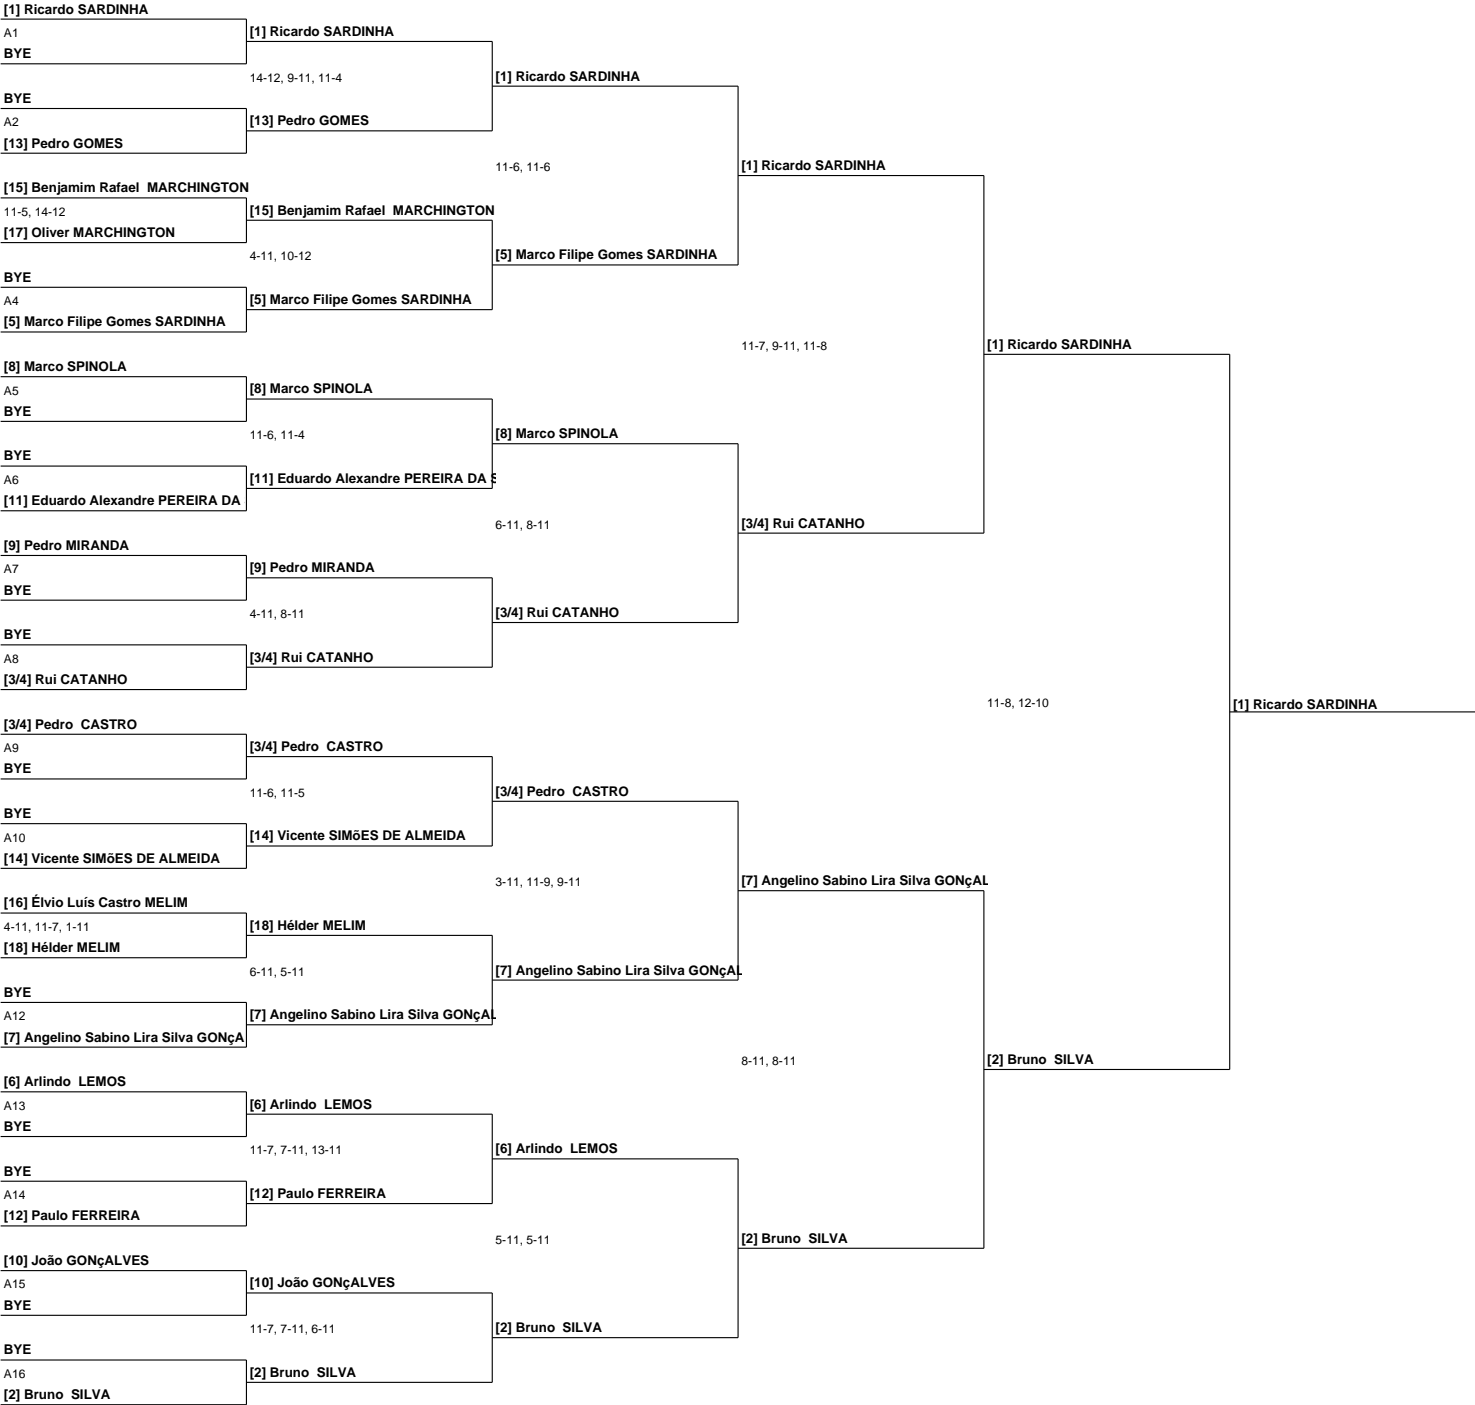 [1] Ricardo SARDINHA
A1
BYE
BYE
A2
[13] Pedro GOMES
[15] Benjamim Rafael  MARCHINGTON
11-5, 14-12
[17] Oliver MARCHINGTON
BYE
A4
[5] Marco Filipe Gomes SARDINHA
[8] Marco SPINOLA
A5
BYE
BYE
A6
[11] Eduardo Alexandre PEREIRA DA
[9] Pedro MIRANDA
A7
BYE
BYE
A8
[3/4] Rui CATANHO
[3/4] Pedro  CASTRO
A9
BYE
BYE
A10
[14] Vicente SIMõES DE ALMEIDA
[16] Élvio Luís Castro MELIM
4-11, 11-7, 1-11
[18] Hélder MELIM
BYE
A12
[7] Angelino Sabino Lira Silva GONçA
[6] Arlindo  LEMOS
A13
BYE
BYE
A14
[12] Paulo FERREIRA
[10] João GONçALVES
A15
BYE
BYE
A16
[2] Bruno  SILVA
[1] Ricardo SARDINHA
14-12, 9-11, 11-4
[13] Pedro GOMES
[15] Benjamim Rafael  MARCHINGTON
4-11, 10-12
[5] Marco Filipe Gomes SARDINHA
[8] Marco SPINOLA
11-6, 11-4
[11] Eduardo Alexandre PEREIRA DA S
[9] Pedro MIRANDA
4-11, 8-11
[3/4] Rui CATANHO
[3/4] Pedro  CASTRO
11-6, 11-5
[14] Vicente SIMõES DE ALMEIDA
[18] Hélder MELIM
6-11, 5-11
[7] Angelino Sabino Lira Silva GONçAL
[6] Arlindo  LEMOS
11-7, 7-11, 13-11
[12] Paulo FERREIRA
[10] João GONçALVES
11-7, 7-11, 6-11
[2] Bruno  SILVA
[1] Ricardo SARDINHA
11-6, 11-6
[5] Marco Filipe Gomes SARDINHA
[8] Marco SPINOLA
6-11, 8-11
[3/4] Rui CATANHO
[3/4] Pedro  CASTRO
3-11, 11-9, 9-11
[7] Angelino Sabino Lira Silva GONçAL
[6] Arlindo  LEMOS
5-11, 5-11
[2] Bruno  SILVA
[1] Ricardo SARDINHA
11-7, 9-11, 11-8
[3/4] Rui CATANHO
[7] Angelino Sabino Lira Silva GONçAL
8-11, 8-11
[2] Bruno  SILVA
[1] Ricardo SARDINHA
11-8, 12-10
[2] Bruno  SILVA
[1] Ricardo SARDINHA